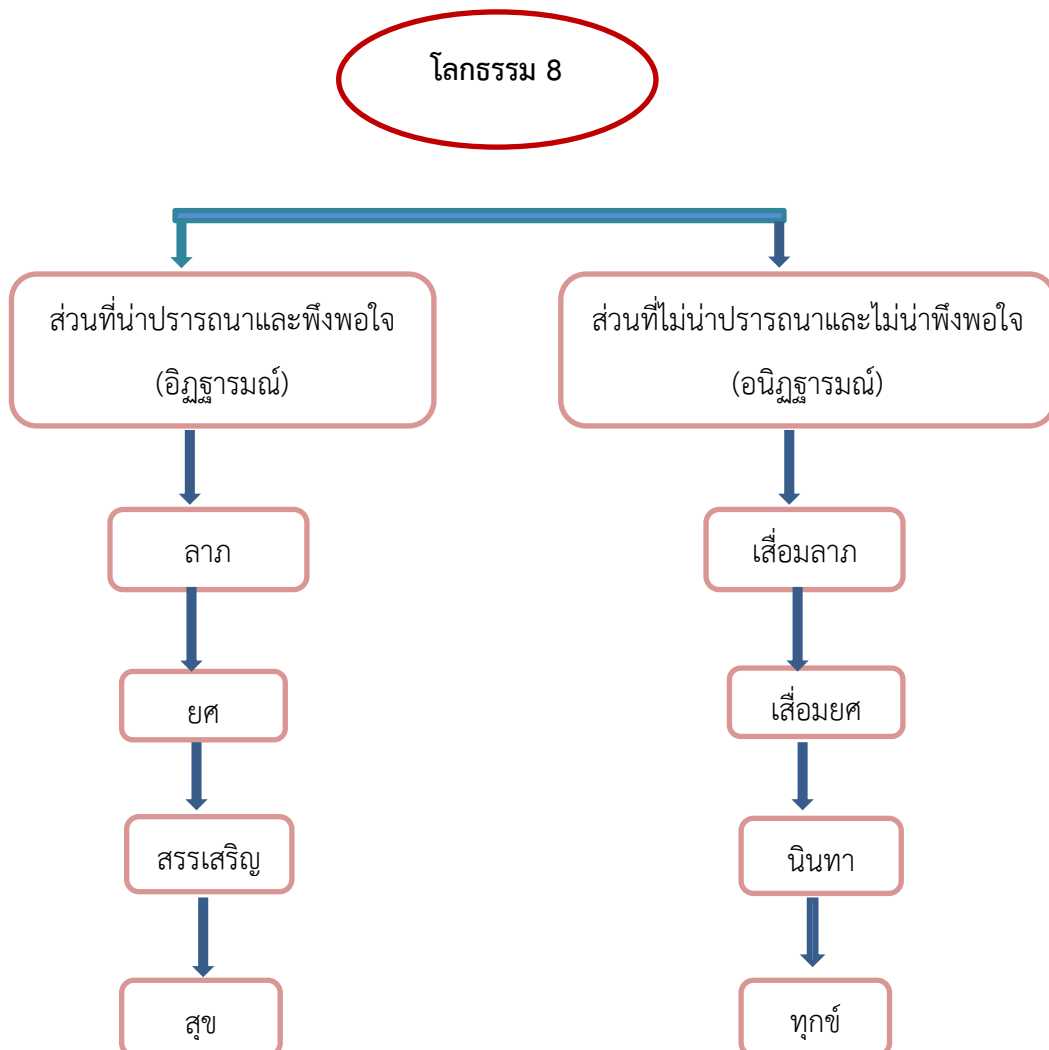 โลกธรรม 8
ส่วนที่น่าปรารถนาและพึงพอใจ
(อิฏฐารมณ์)
ส่วนที่ไม่น่าปรารถนาและไม่น่าพึงพอใจ
(อนิฏฐารมณ์)
ลาภ
เสื่อมลาภ
ยศ
เสื่อมยศ
สรรเสริญ
นินทา
สุข
ทุกข์